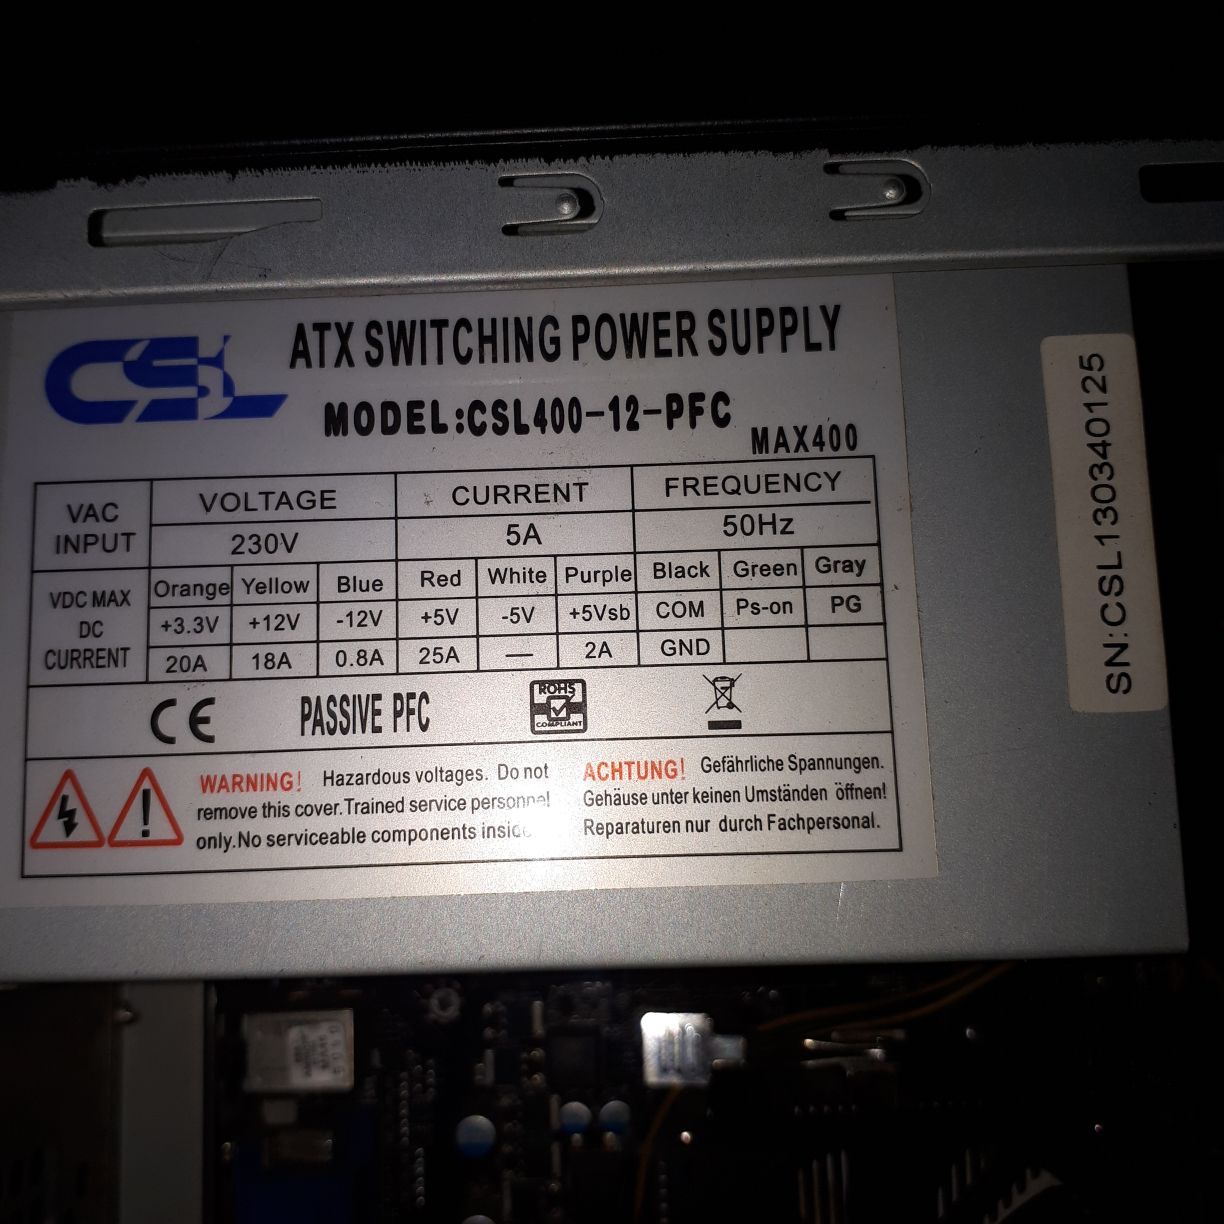 CSL
ATX SWITCHING POWER SUPPLY
MODEL:CSL400-12-PFC
MAX400
VAC INPUT
VOLTAGE CURRENT FREQUENCY
230V 5A 50Hz
VDC MAX
DC
CURRENT
Orange Yellow Blue Red White Purple Black Green Gray
+3.3V +12V -12V +5V -5V +5Vsb COM Ps-on PG
20A 18A 0.8A 25A — 2A GND
CE PASSIVE PFC
ROHS
COMPLIANT
WARNING! Hazardous voltages. Do not
remove this cover.Trained service personnel
only.No serviceable components inside
ACHTUNG! Gefährliche Spannungen.
Gehäuse unter keinen Umständen öffnen!
Reparaturen nur durch Fachpersonal.
SN:CSL130340125